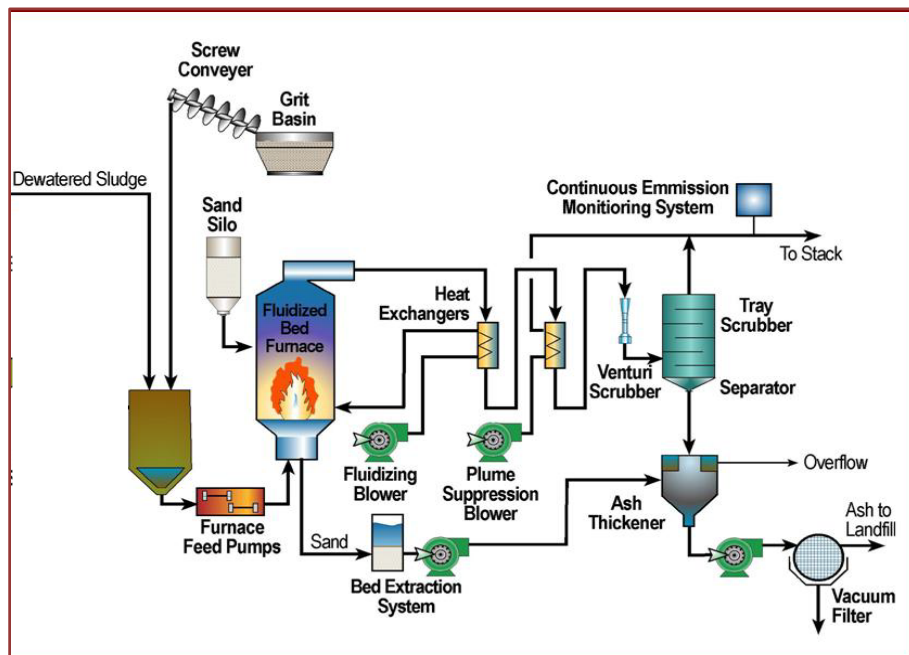 Screw
Conveyer
Grit
Basin
Dewatered Sludge
Sand
Silo
Continuous Emmission
Monitoring System
To Stack
Fluidized
Bed
Furnace
Heat
Exchangers
Tray
Scrubber
Venturi
Scrubber
Separator
Fluidizing
Blower
Plume
Suppression
Blower
Overflow
Ash
Thickener
Ash to
Landfill
Furnace
Feed Pumps
Sand
Bed Extraction
System
Vacuum
Filter